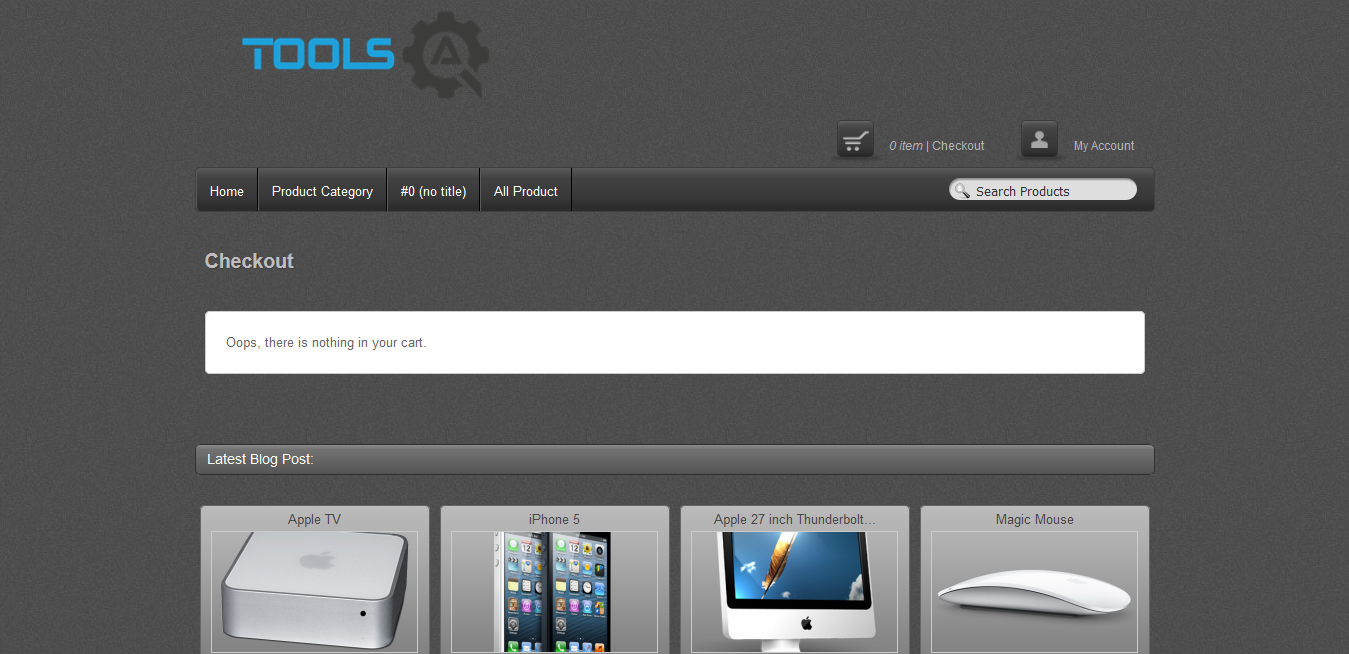 TOOLS QA
0 item | Checkout
My Account
Home
Product Category
#0 (no title)
All Product
Search Products
Checkout
Oops, there is nothing in your cart.
Latest Blog Post:
Apple TV
iPhone 5
Apple 27 inch Thunderbolt...
Magic Mouse